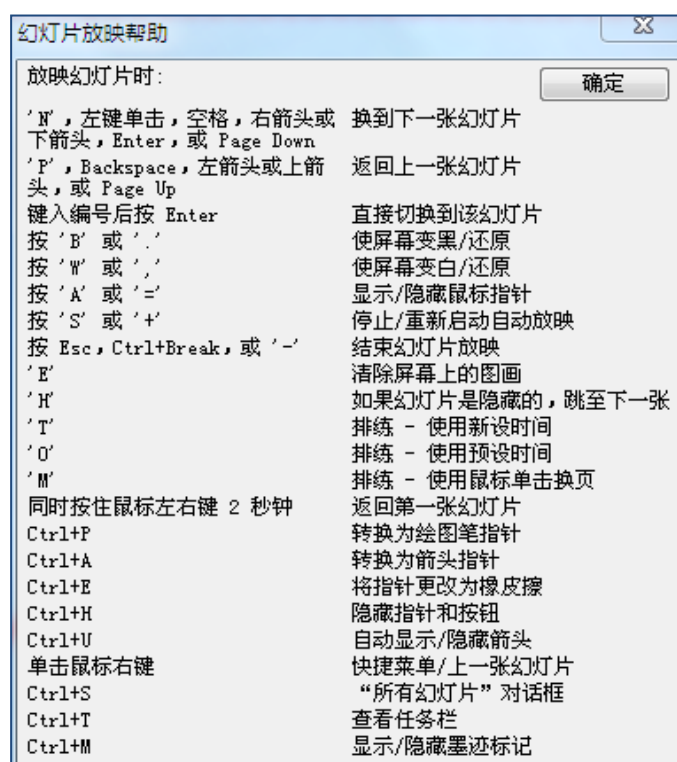 幻灯片放映帮助
放映幻灯片时:
确定
'N',左键单击,空格,右箭头或 换到下一张幻灯片
下箭头,Enter,或 Page Down
'P',Backspace,左箭头或上箭 返回上一张幻灯片
头,或 Page Up
键入编号后按 Enter 直接切换到该幻灯片
按 'B' 或 '.' 使屏幕变黑/还原
按 'W' 或 ',' 使屏幕变白/还原
按 'A' 或 '=' 显示/隐藏鼠标指针
按 'S' 或 '+' 停止/重新启动自动放映
按 Esc,Ctrl+Break,或 '-' 结束幻灯片放映
'E' 清除屏幕上的图画
'H' 如果幻灯片是隐藏的,跳至下一张
'T' 排练 - 使用新设时间
'O' 排练 - 使用预设时间
'M' 排练 - 使用鼠标单击换页
同时按住鼠标左右键 2 秒钟 返回第一张幻灯片
Ctrl+P 转换为绘图笔指针
Ctrl+A 转换为箭头指针
Ctrl+E 将指针更改为橡皮擦
Ctrl+H 隐藏指针和按钮
Ctrl+U 自动显示/隐藏箭头
单击鼠标右键 快捷菜单/上一张幻灯片
Ctrl+S “所有幻灯片”对话框
Ctrl+T 查看任务栏
Ctrl+M 显示/隐藏墨迹标记